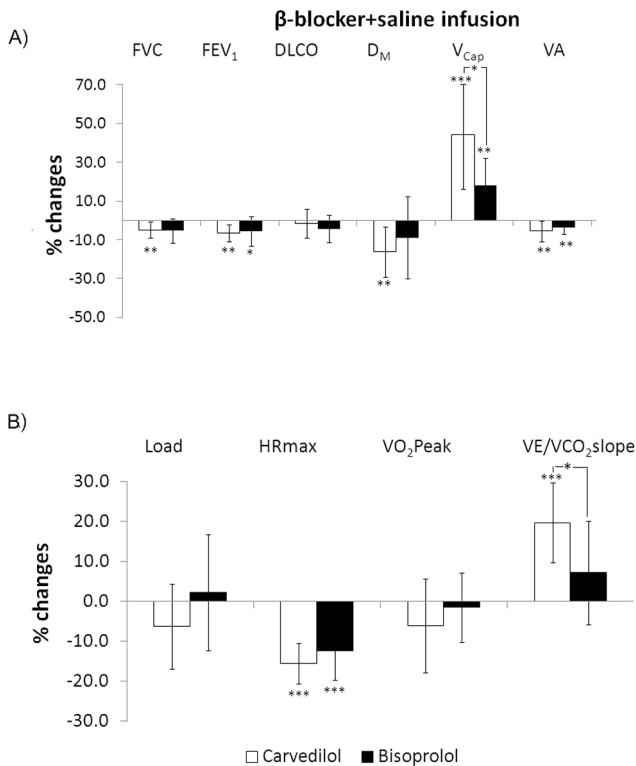 β-blocker+saline infusion
A)
FVC FEV₁ DLCO D_M V_Cap VA
% changes
70.0
50.0
30.0
10.0
-10.0
-30.0
-50.0
*
***
**
** ** * ** ** **
B)
Load HRmax VO₂Peak VE/VCO₂slope
% changes
30.0
20.0
10.0
0.0
-10.0
-20.0
-30.0
*
***
*** ***
Carvedilol Bisoprolol